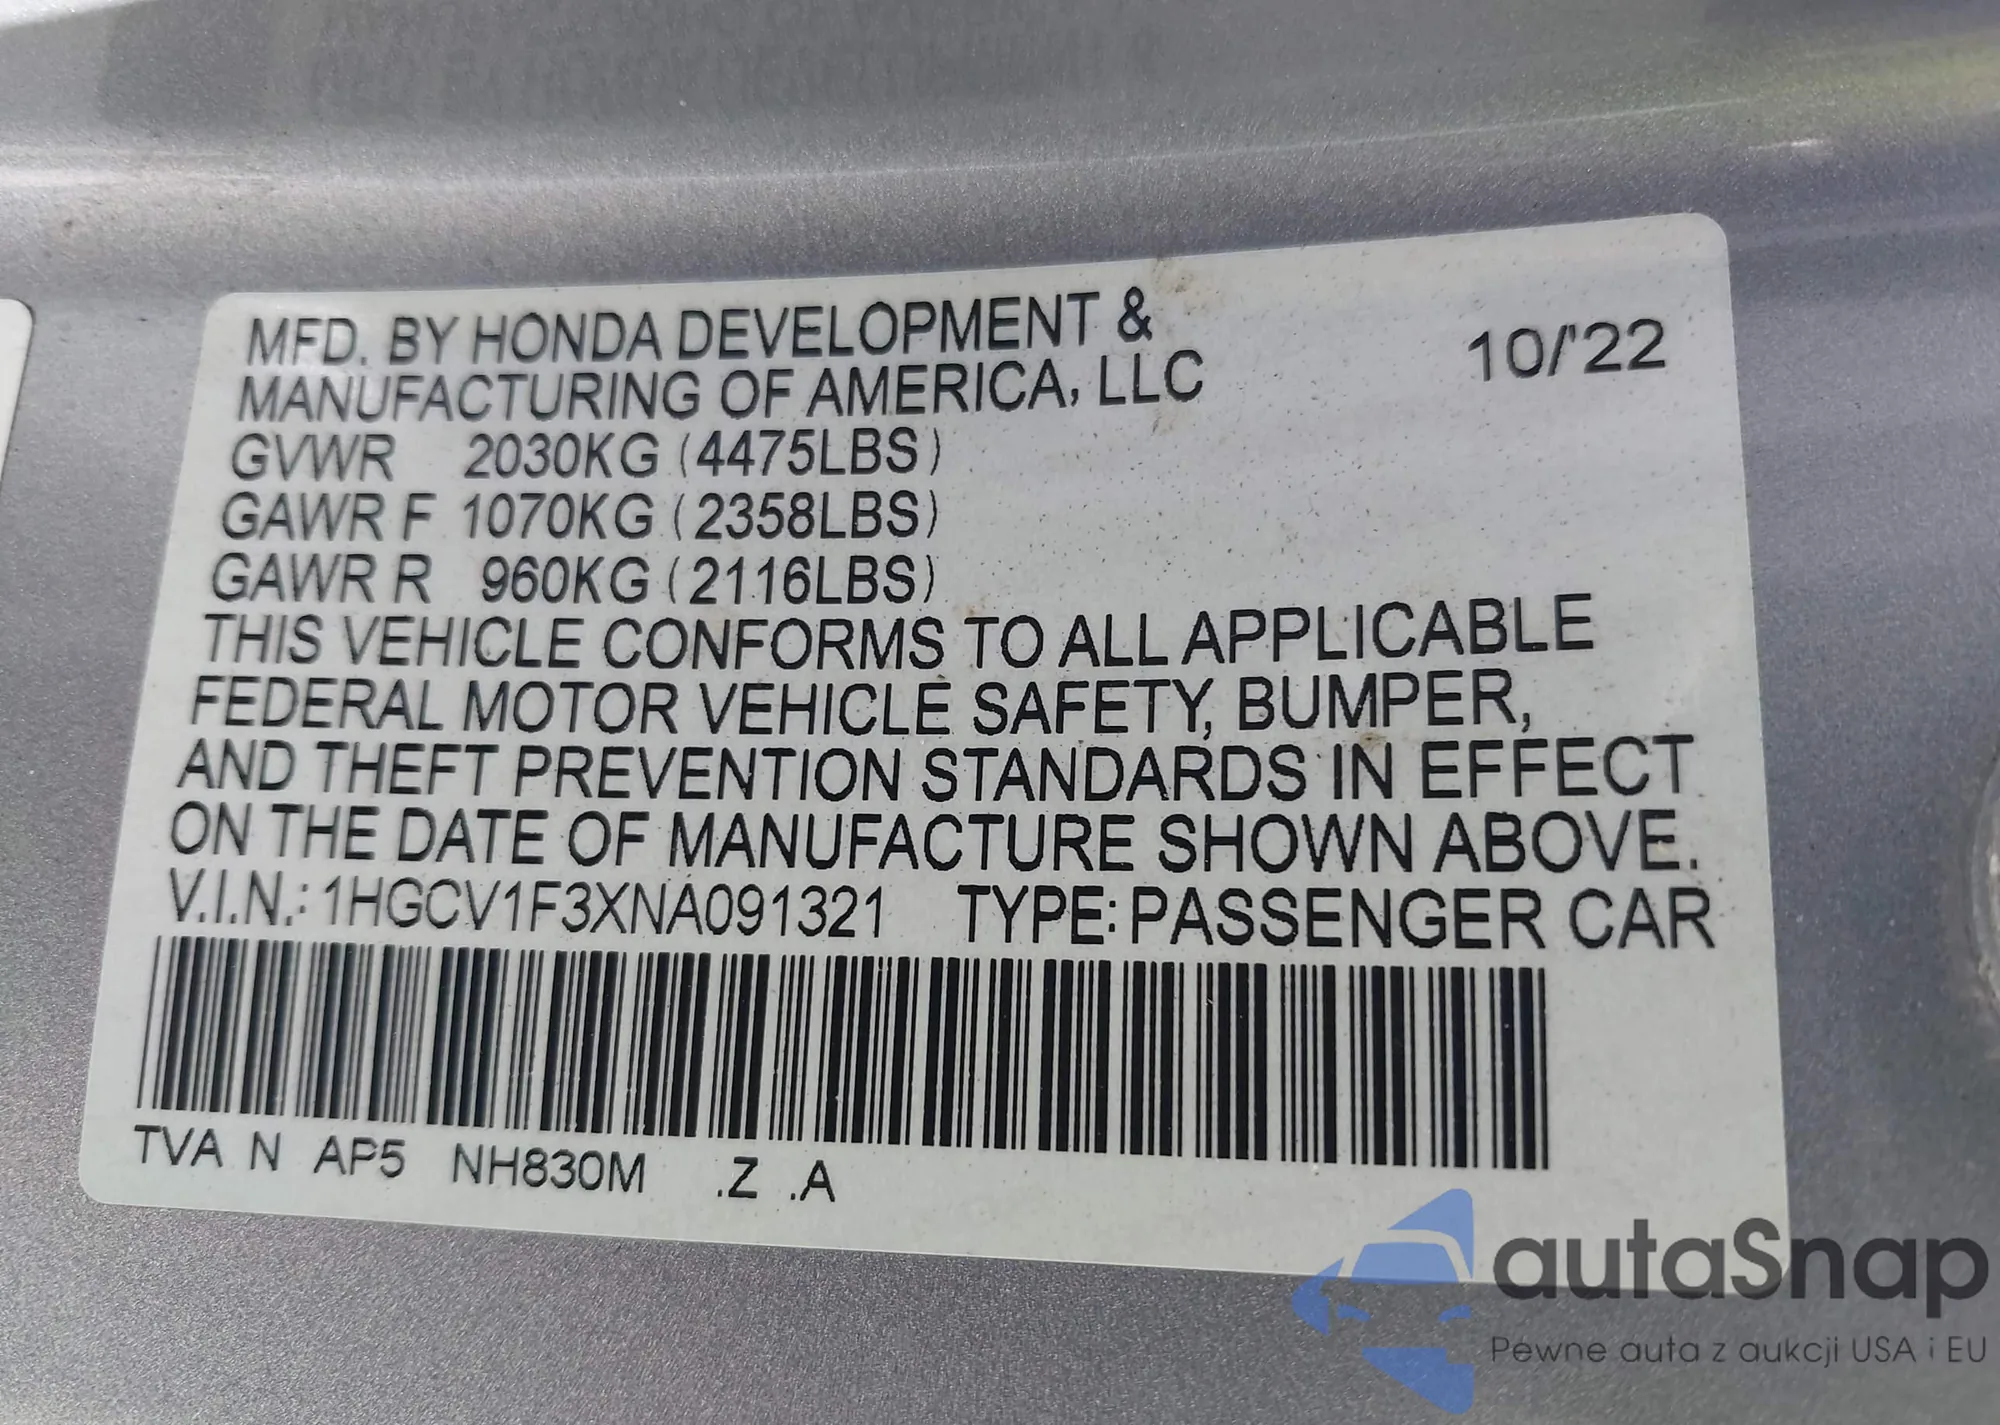 MFD. BY HONDA DEVELOPMENT &
MANUFACTURING OF AMERICA, LLC
10/'22
GVWR 2030KG (4475LBS)
GAWR F 1070KG (2358LBS)
GAWR R 960KG (2116LBS)
THIS VEHICLE CONFORMS TO ALL APPLICABLE
FEDERAL MOTOR VEHICLE SAFETY, BUMPER,
AND THEFT PREVENTION STANDARDS IN EFFECT
ON THE DATE OF MANUFACTURE SHOWN ABOVE.
V.I.N.: 1HGCV1F3XNA091321 TYPE: PASSENGER CAR
TVA N AP5 NH830M .Z .A
autaSnap
Pewne auta z aukcji USA i EU